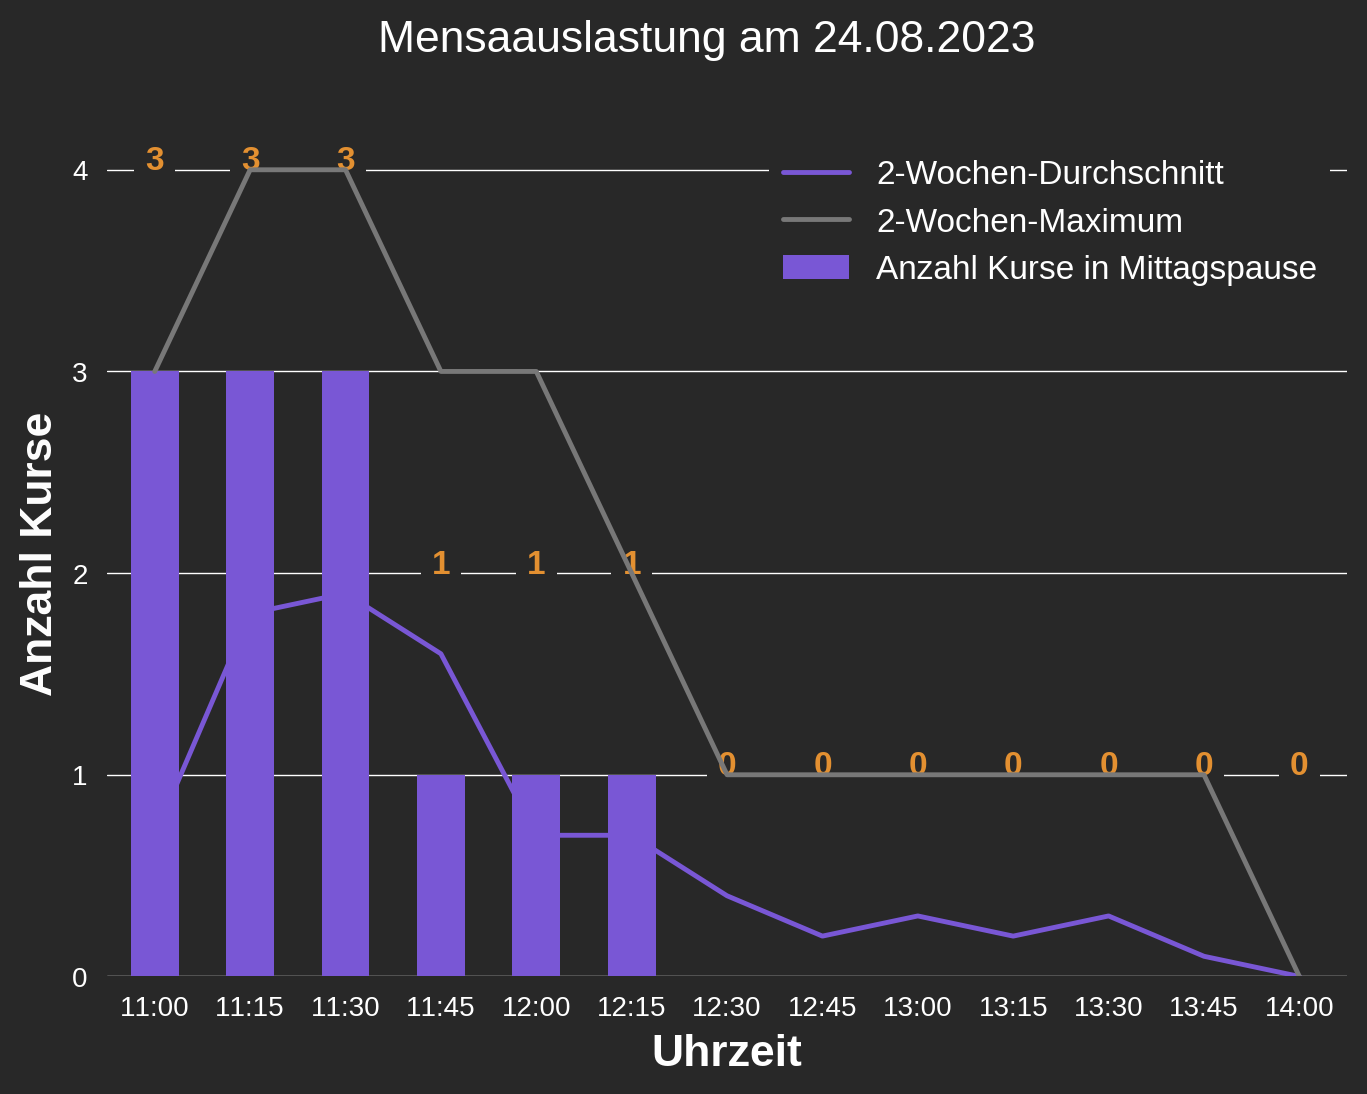 Mensaauslastung am 24.08.2023
3 3 3
4
2-Wochen-Durchschnitt
2-Wochen-Maximum
Anzahl Kurse in Mittagspause
3
Anzahl Kurse
1 1 1
2
0 0 0 0 0 0 0
1
0
11:00 11:15 11:30 11:45 12:00 12:15 12:30 12:45 13:00 13:15 13:30 13:45 14:00
Uhrzeit